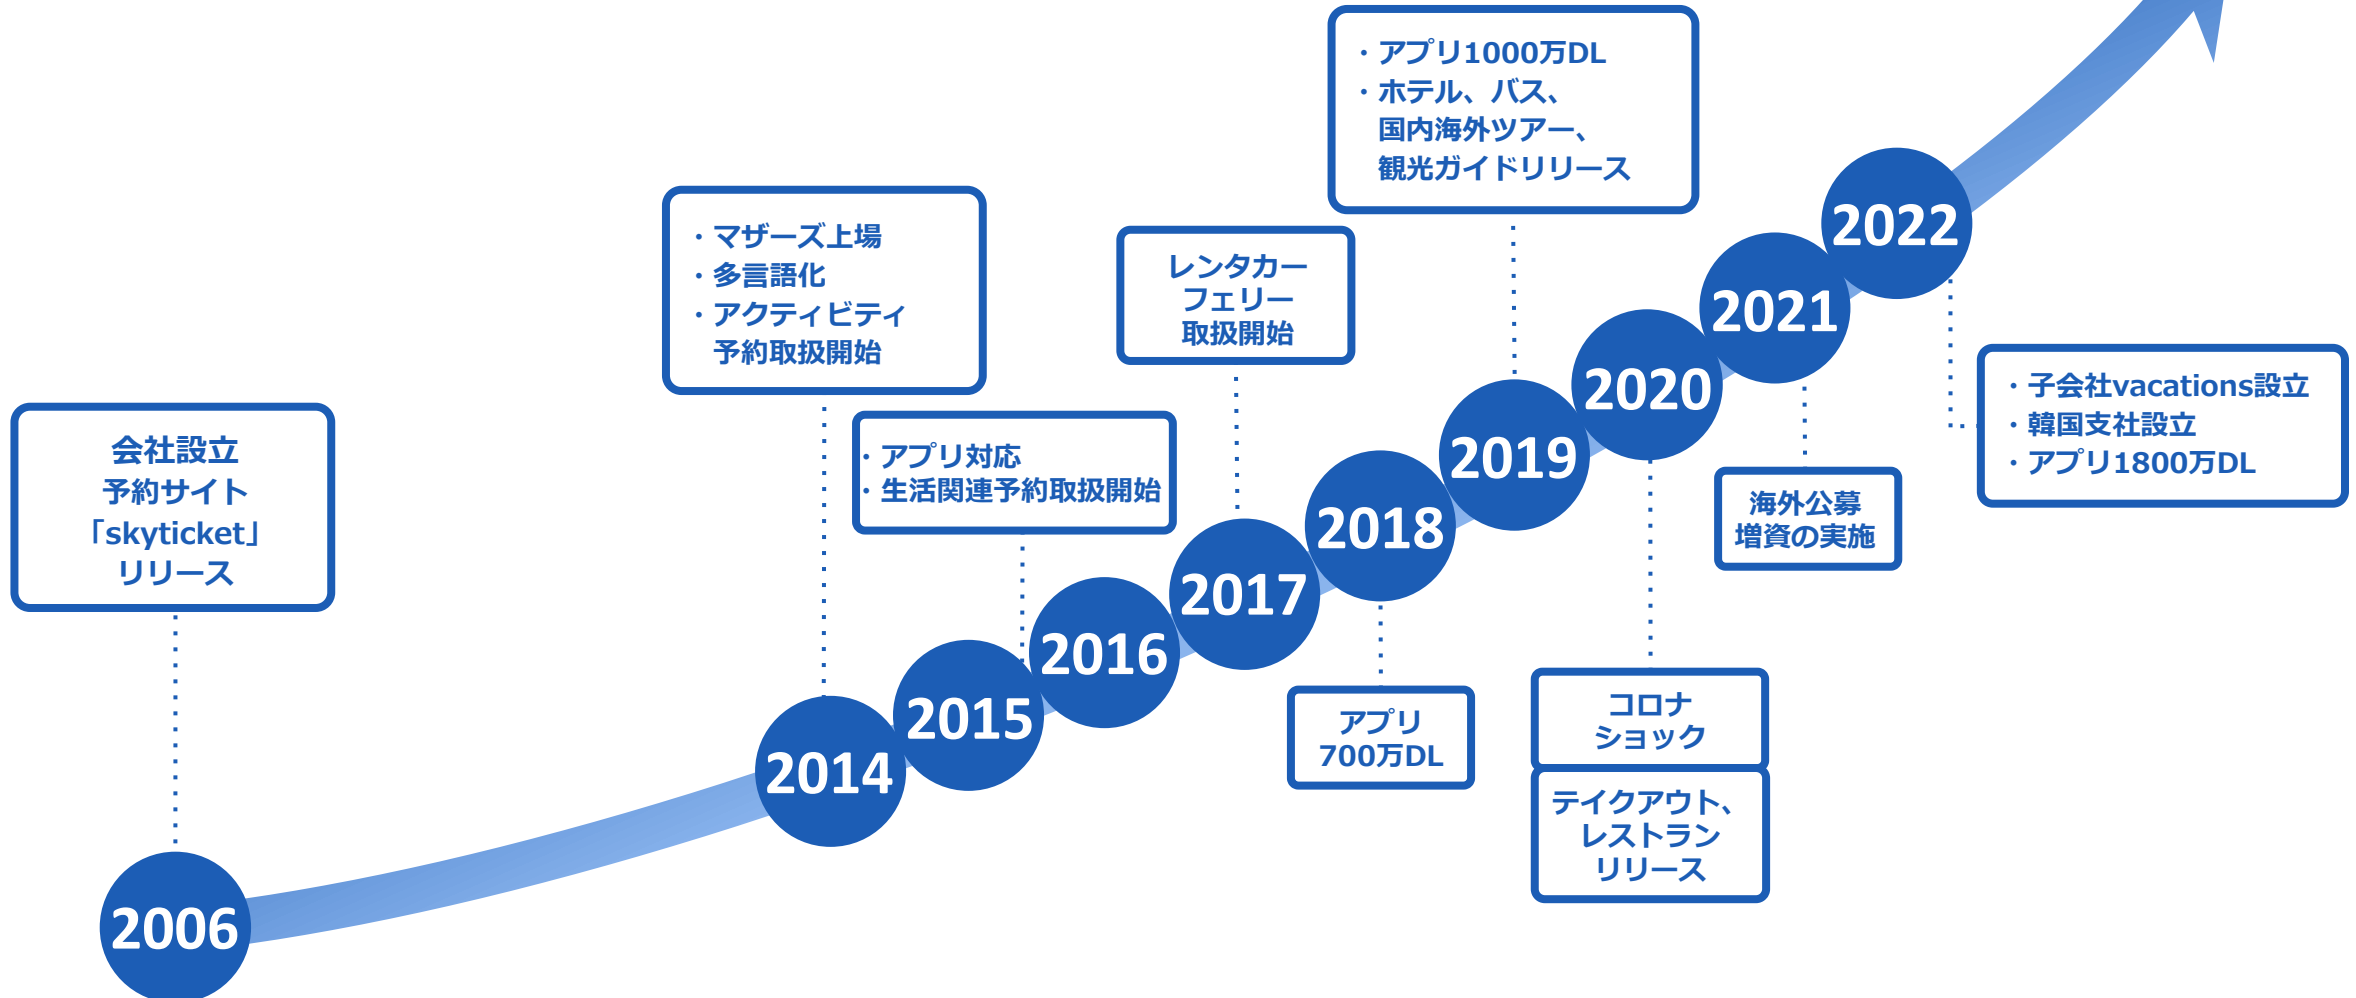 会社設立
予約サイト
「skyticket」
リリース
2006
・マザーズ上場
・多言語化
・アクティビティ
予約取扱開始
2014
・アプリ対応
・生活関連予約取扱開始
2015
2016
レンタカー
フェリー
取扱開始
2017
2018
アプリ
700万DL
・アプリ1000万DL
・ホテル、バス、
国内海外ツアー、
観光ガイドリリース
2019
2020
コロナ
ショック
テイクアウト、
レストラン
リリース
2021
海外公募
増資の実施
2022
・子会社vacations設立
・韓国支社設立
・アプリ1800万DL